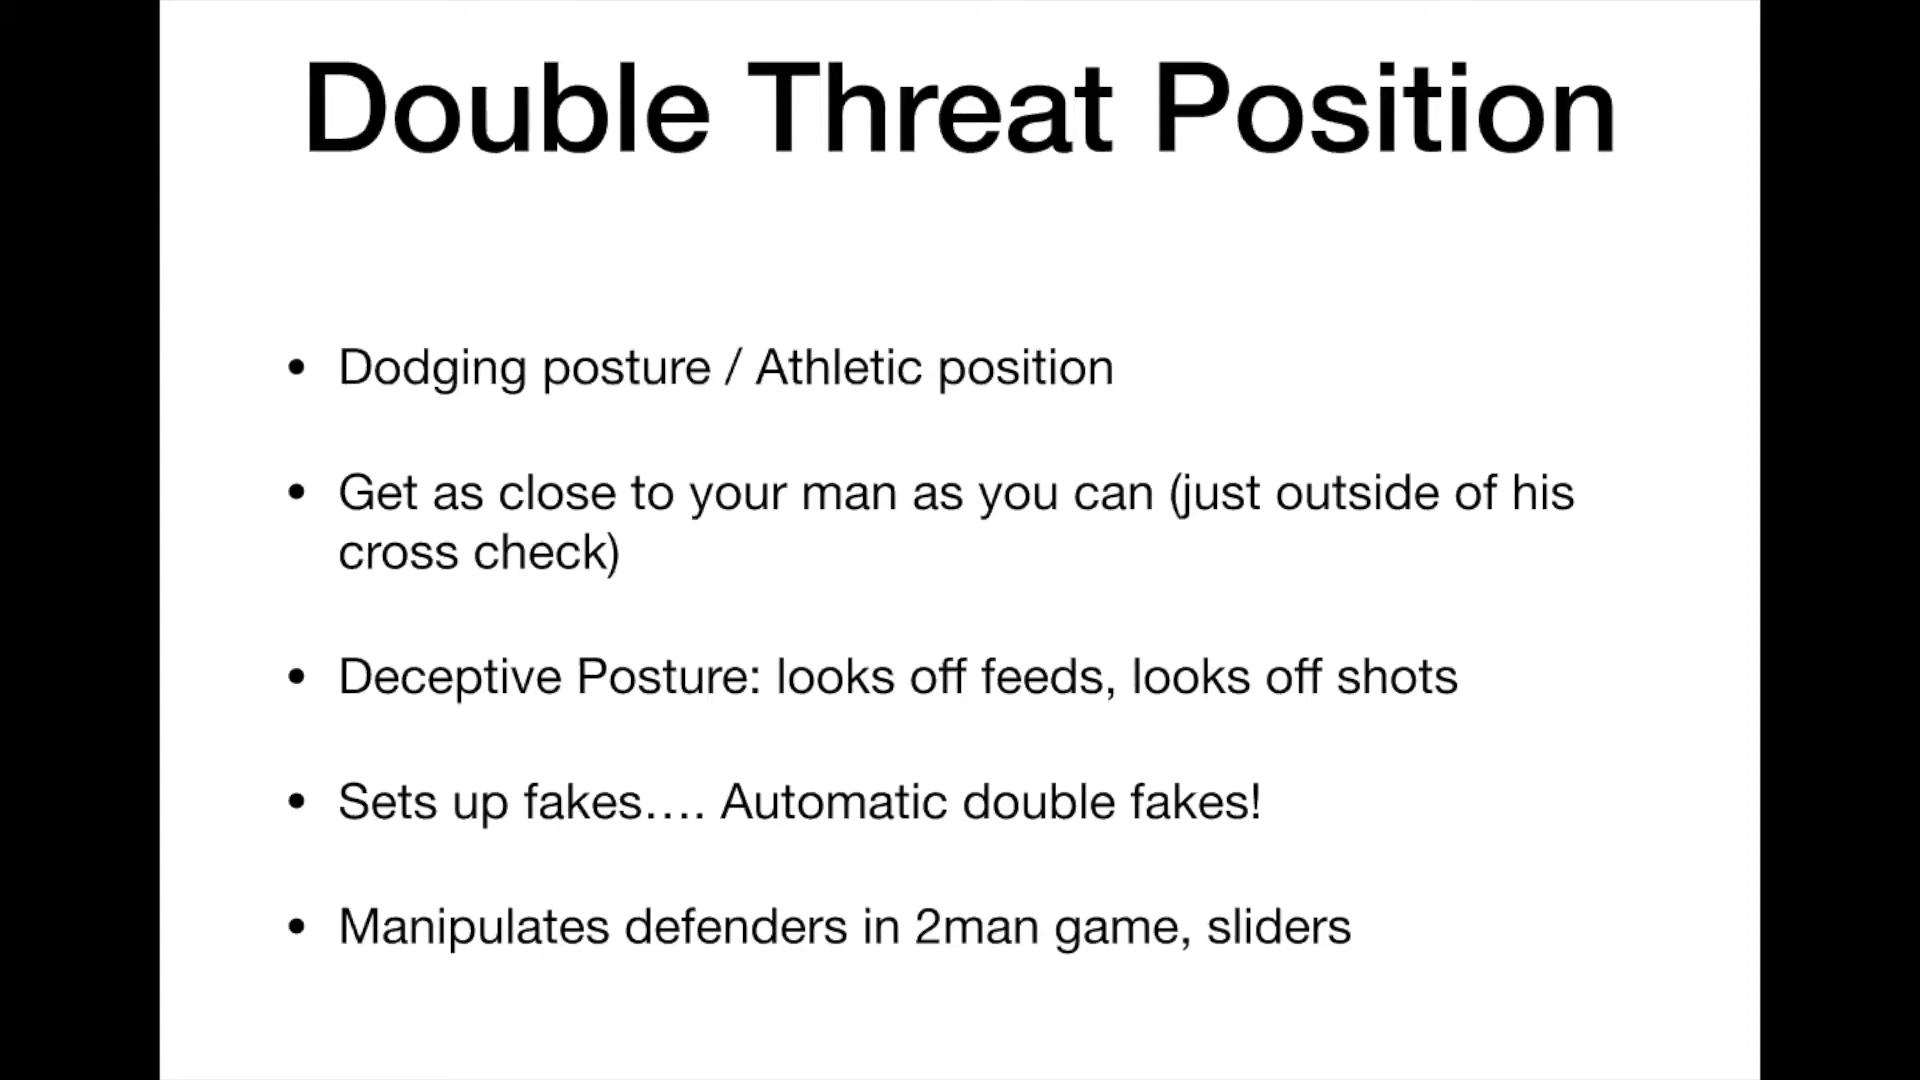 Double Threat Position
• Dodging posture / Athletic position
• Get as close to your man as you can (just outside of his
cross check)
• Deceptive Posture: looks off feeds, looks off shots
• Sets up fakes.... Automatic double fakes!
• Manipulates defenders in 2man game, sliders